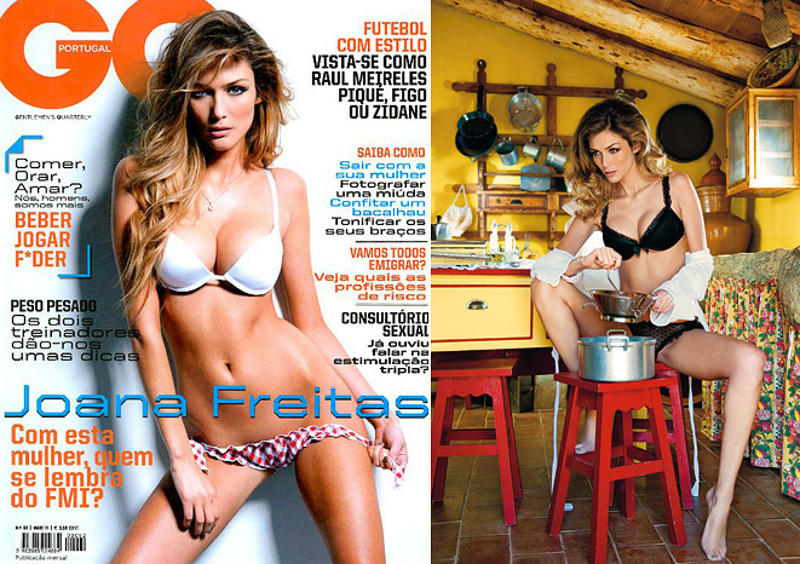 GQ
PORTUGAL
GENTLEMEN'S QUARTERLY
FUTEBOL
COM ESTILO
VISTA-SE COMO
RAUL MEIRELES
PIQUÉ, FIGO
OU ZIDANE
Comer,
Orar,
Amar?
Nós, homens,
somos mais
BEBER
JOGAR
F*DER
SAIBA COMO
Sair com a
sua mulher
Fotografar
uma miúda
Confitar um
bacalhau
Tonificar os
seus braços
VAMOS TODOS
EMIGRAR?
Veja quais as
profissões
de risco
PESO PESADO
Os dois
treinadores
dão-nos
umas dicas
CONSULTÓRIO
SEXUAL
Já ouviu
falar na
estimulação
tripla?
Joana Freitas
Com esta
mulher, quem
se lembra
do FMI?
Publicação mensal